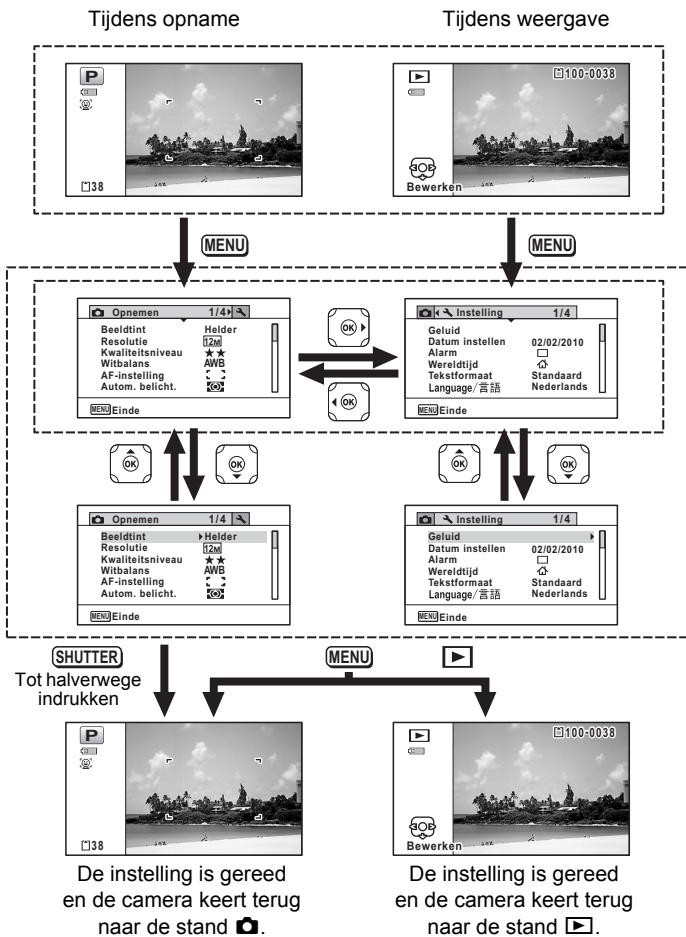 Tijdens opname
Tijdens weergave
P
38
100-0038
Bewerken
MENU
MENU
Opnemen 1/4
Beeldtint Helder
Resolutie 12M
Kwaliteitsniveau ★★
Witbalans AWB
AF-instelling
Autom. belicht.
MENU Einde
OK
OK
Instelling 1/4
Geluid
Datum instellen 02/02/2010
Alarm
Wereldtijd
Tekstformaat Standaard
Language/言語 Nederlands
MENU Einde
OK
OK
OK
OK
Opnemen 1/4
Beeldtint Helder
Resolutie 12M
Kwaliteitsniveau ★★
Witbalans AWB
AF-instelling
Autom. belicht.
MENU Einde
Instelling 1/4
Geluid
Datum instellen 02/02/2010
Alarm
Wereldtijd
Tekstformaat Standaard
Language/言語 Nederlands
MENU Einde
SHUTTER
Tot halverwege
indrukken
MENU
P
38
100-0038
Bewerken
De instelling is gereed
en de camera keert terug
naar de stand .
De instelling is gereed
en de camera keert terug
naar de stand ▶.